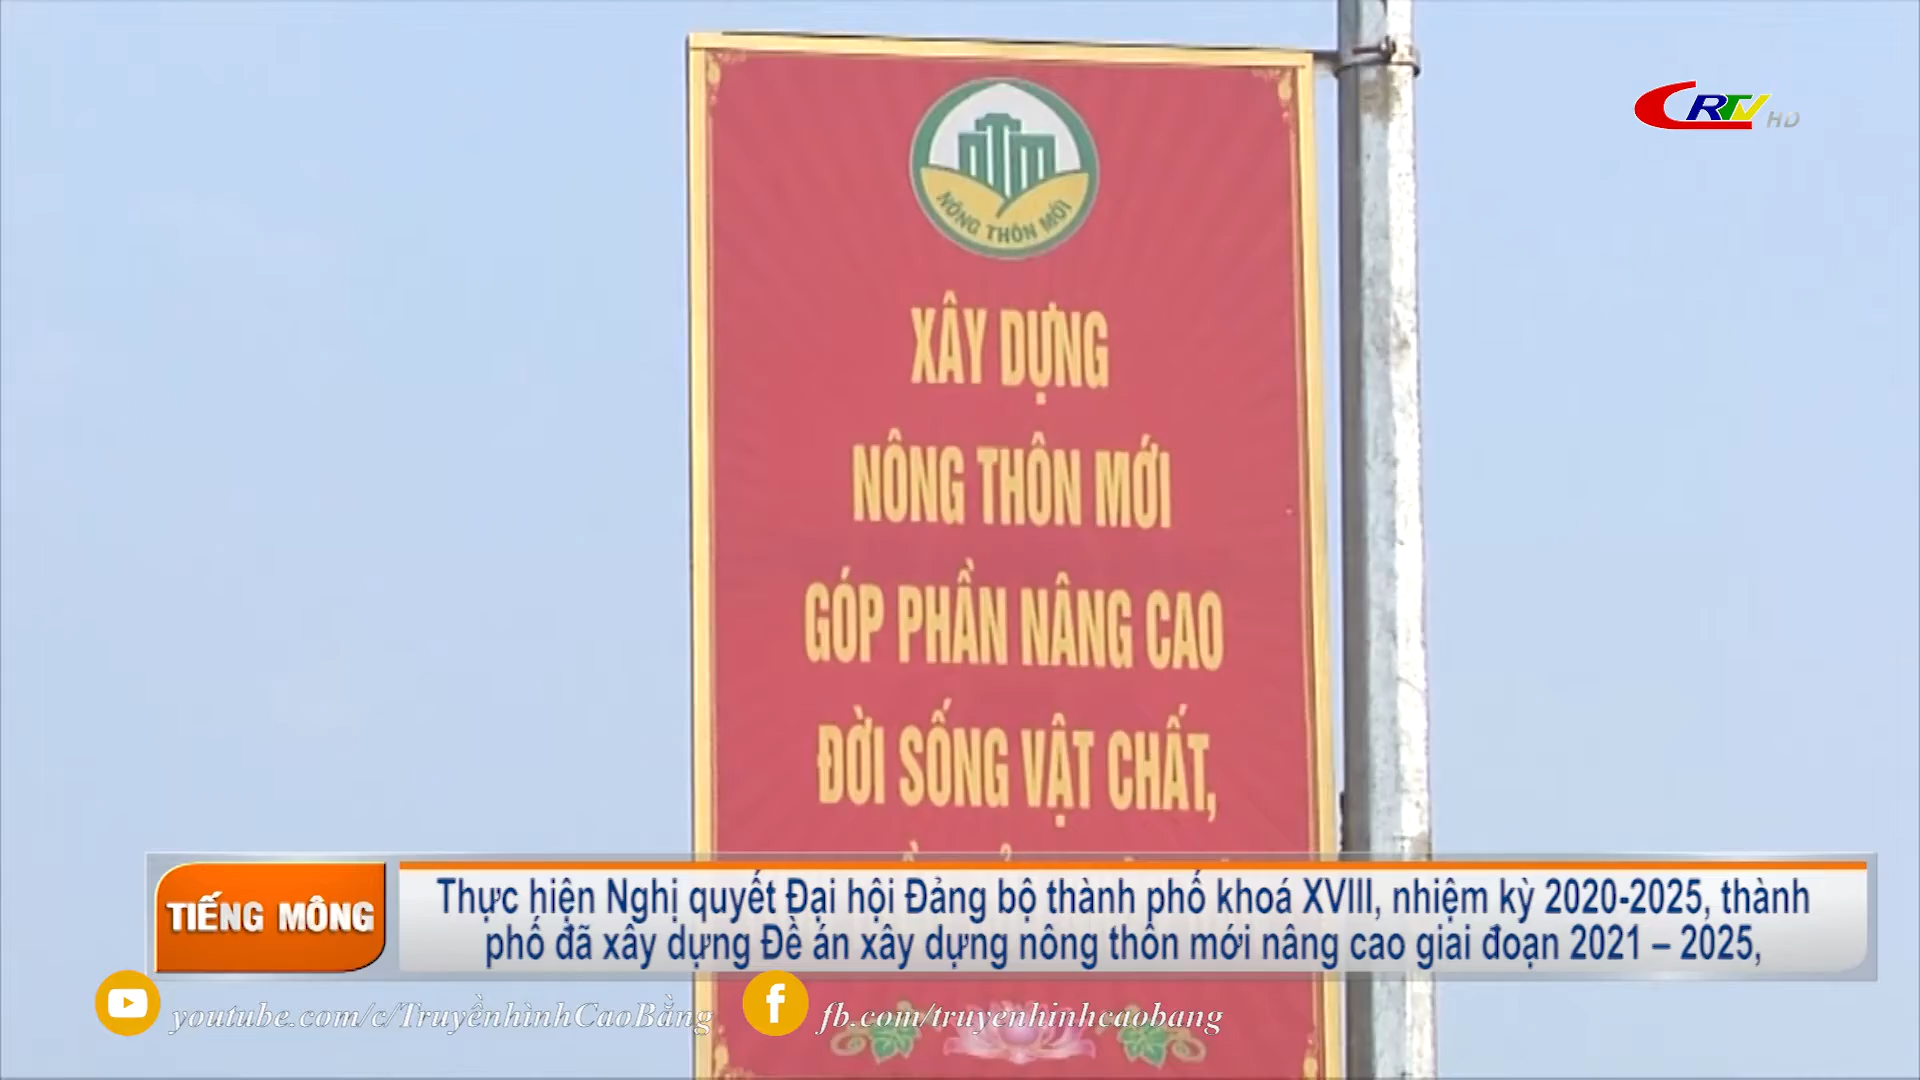 CRTV HD
NTM
NÔNG THÔN MỚI
XÂY DỰNG
NÔNG THÔN MỚI
GÓP PHẦN NÂNG CAO
ĐỜI SỐNG VẬT CHẤT,
TIẾNG MÔNG
Thực hiện Nghị quyết Đại hội Đảng bộ thành phố khoá XVIII, nhiệm kỳ 2020-2025, thành
phố đã xây dựng Đề án xây dựng nông thôn mới nâng cao giai đoạn 2021 – 2025,
youtube.com/c/TruyềnhìnhCaoBằng
fb.com/truyenhinhcaobang